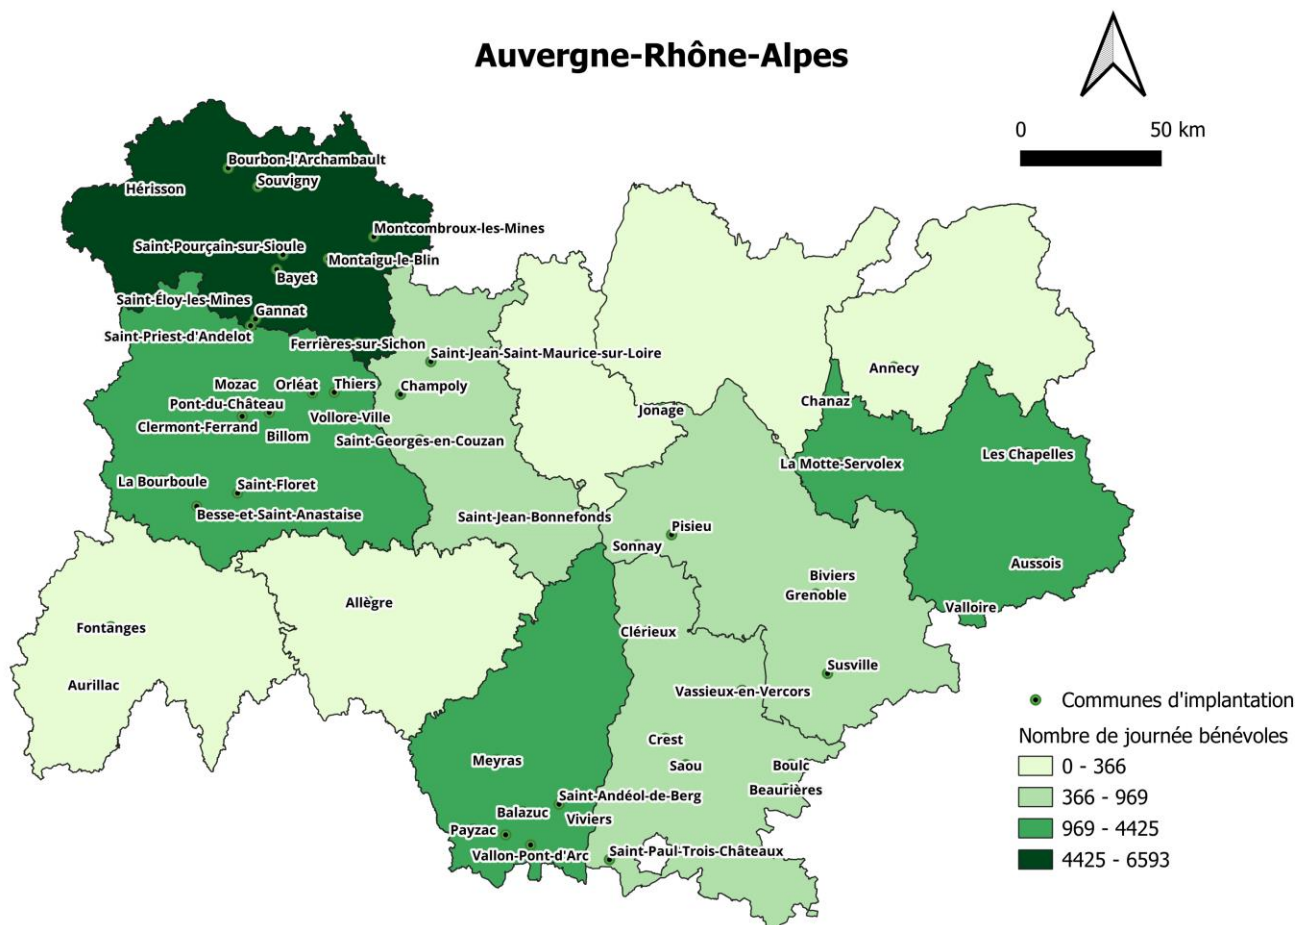 Auvergne-Rhône-Alpes
0 50 km
Bourbon-l'Archambault
Souvigny
Hérisson
Montcombroux-les-Mines
Saint-Pourçain-sur-Sioule
Montaigu-le-Blin
Bayet
Saint-Éloy-les-Mines
Gannat
Saint-Priest-d'Andelot
Ferrières-sur-Sichon
Saint-Jean-Saint-Maurice-sur-Loire
Annecy
Mozac
Orléat
Thiers
Champoly
Chanaz
Pont-du-Château
Jonage
Vollore-Ville
Clermont-Ferrand
Billom
Saint-Georges-en-Couzan
Les Chapelles
La Motte-Servolex
La Bourboule
Saint-Floret
Besse-et-Saint-Anastaise
Saint-Jean-Bonnefonds
Pisieu
Sonnay
Aussois
Biviers
Grenoble
Allègre
Valloire
Fontanges
Clérieux
Susville
Aurillac
Vassieux-en-Vercors
Communes d'implantation
Nombre de journée bénévoles
0 - 366
366 - 969
969 - 4425
4425 - 6593
Crest
Meyras
Saou
Boulc
Beaurières
Saint-Andéol-de-Berg
Balazuc
Viviers
Payzac
Vallon-Pont-d'Arc
Saint-Paul-Trois-Châteaux